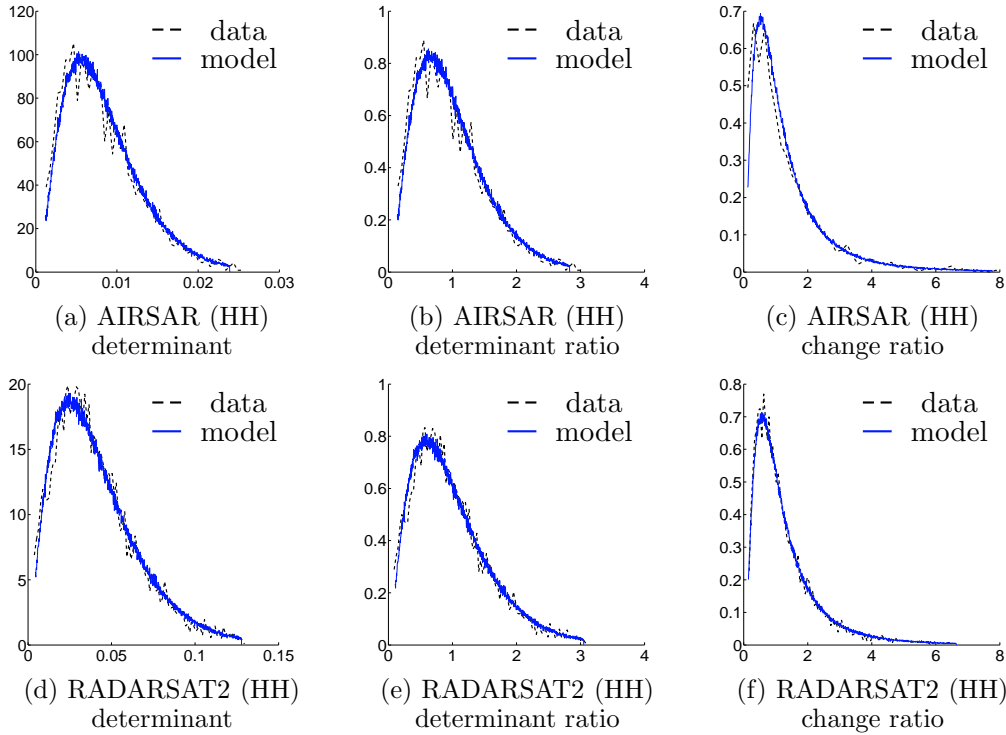 120
100
80
60
40
20
0
0 0.01 0.02 0.03
data
model
(a) AIRSAR (HH)
determinant
1
0.8
0.6
0.4
0.2
0
0 1 2 3 4
data
model
(b) AIRSAR (HH)
determinant ratio
0.7
0.6
0.5
0.4
0.3
0.2
0.1
0
0 2 4 6 8
data
model
(c) AIRSAR (HH)
change ratio
20
15
10
5
0
0 0.05 0.1 0.15
data
model
(d) RADARSAT2 (HH)
determinant
1
0.8
0.6
0.4
0.2
0
0 1 2 3 4
data
model
(e) RADARSAT2 (HH)
determinant ratio
0.8
0.7
0.6
0.5
0.4
0.3
0.2
0.1
0
0 2 4 6 8
data
model
(f) RADARSAT2 (HH)
change ratio